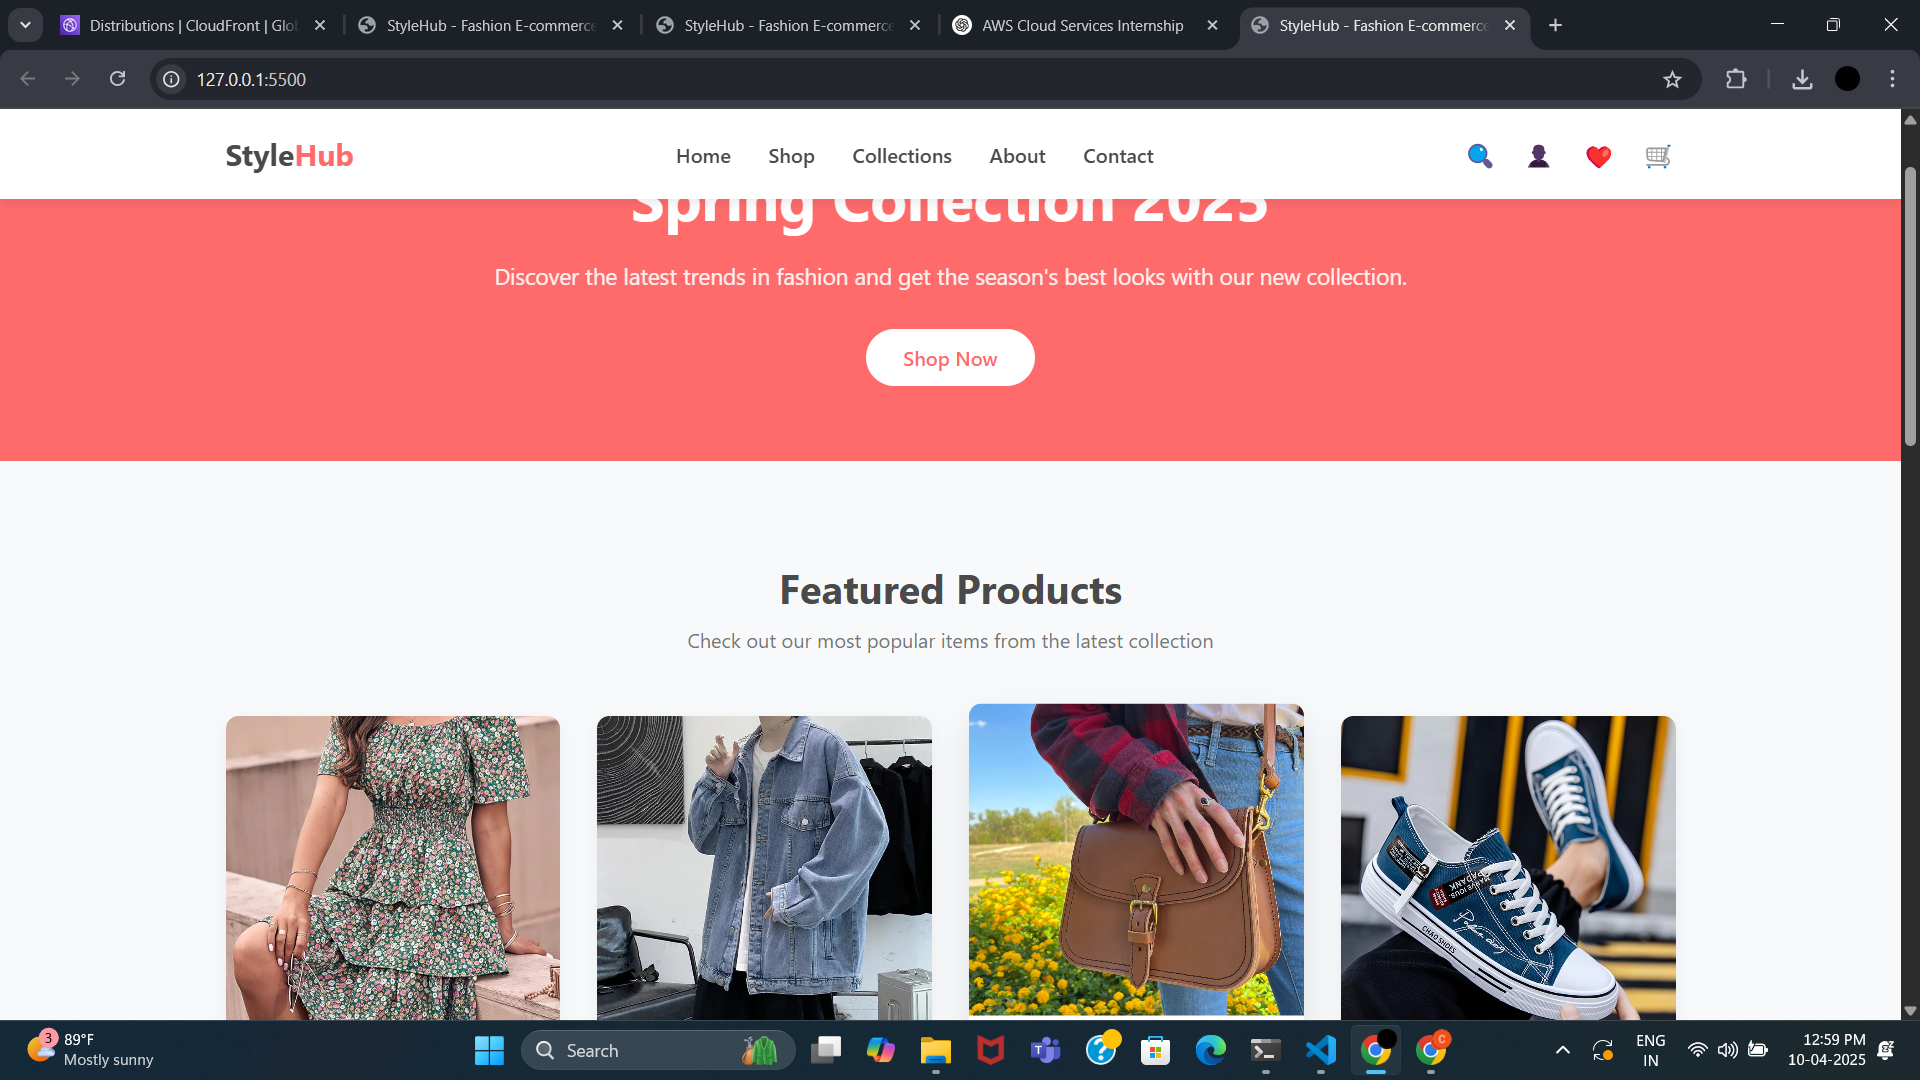 Distributions | CloudFront | Glo
StyleHub - Fashion E-commerce
StyleHub - Fashion E-commerce
AWS Cloud Services Internship
StyleHub - Fashion E-commerce
127.0.0.1:5500
StyleHub
Home
Shop
Collections
About
Contact
Spring Collection 2025
Discover the latest trends in fashion and get the season's best looks with our new collection.
Shop Now
Featured Products
Check out our most popular items from the latest collection
CHAO SHOES
3
89°F
Mostly sunny
Search
ENG
IN
12:59 PM
10-04-2025